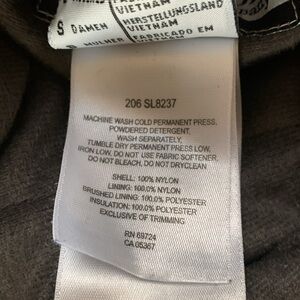 VIETNAM
S DAMEN HERSTELLUNGSLAND
VIETNAM
MULHER FABRICADO EM
206 SL8237
MACHINE WASH COLD PERMANENT PRESS,
POWDERED DETERGENT,
WASH SEPARATELY,
TUMBLE DRY PERMANENT PRESS LOW,
IRON LOW, DO NOT USE FABRIC SOFTENER,
DO NOT BLEACH, DO NOT DRYCLEAN
SHELL: 100% NYLON
LINING: 100.0% NYLON
BRUSHED LINING: 100.0% POLYESTER
INSULATION: 100.0% POLYESTER
EXCLUSIVE OF TRIMMING
RN 69724
CA 05367